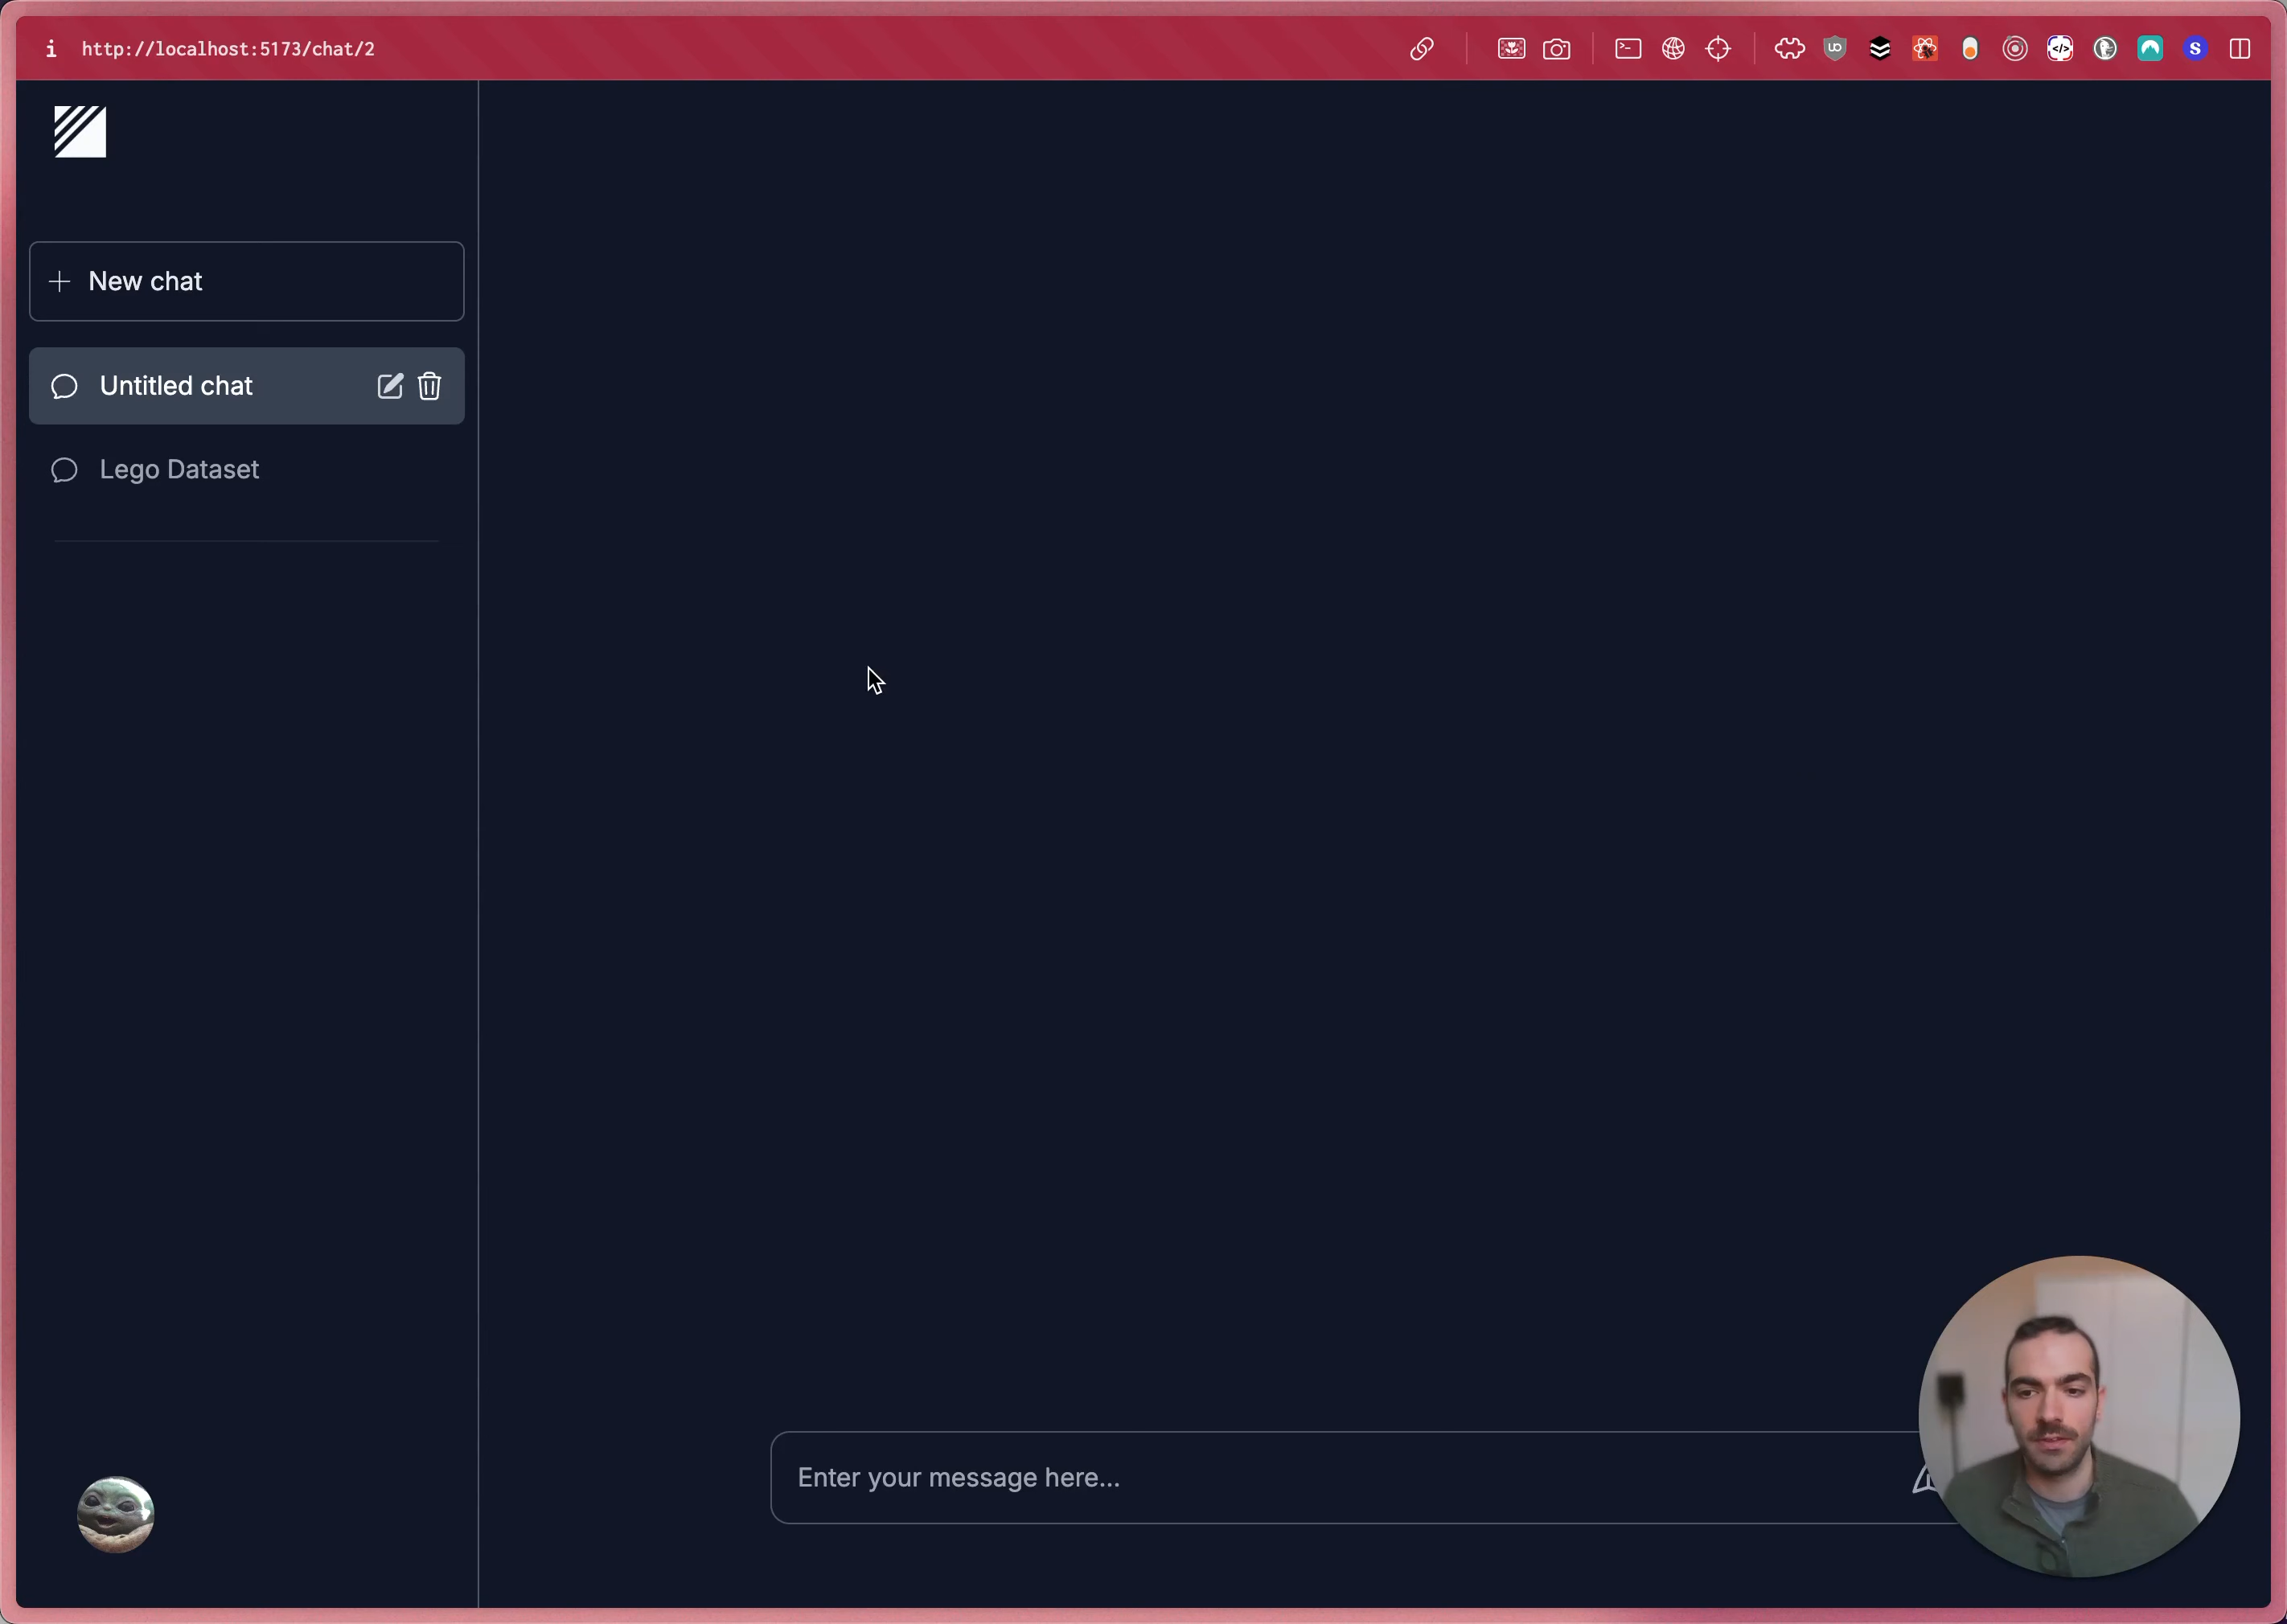 http://localhost:5173/chat/2
New chat
Untitled chat
Lego Dataset
Enter your message here...